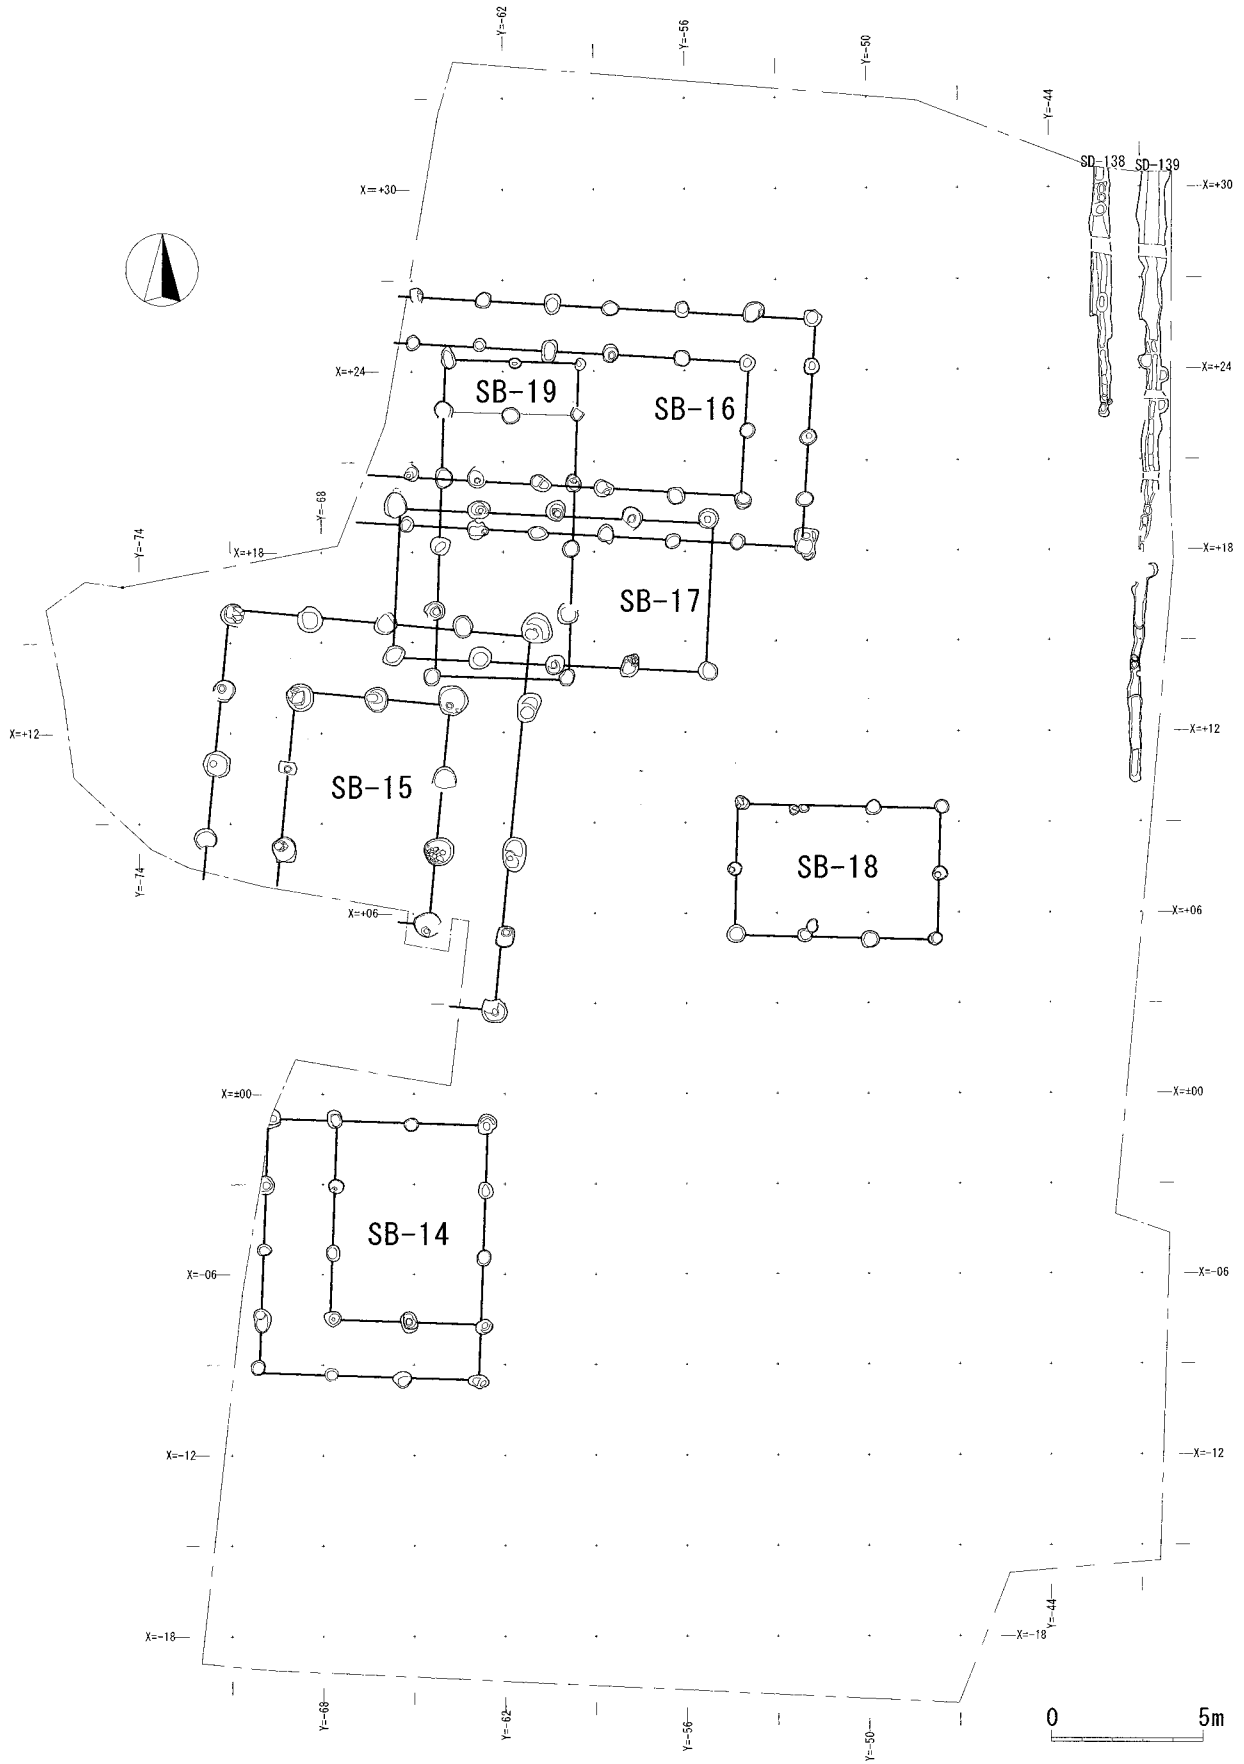 Y=-62
Y=-56
Y=-50
Y=-44
SD-138
SD-139
X=+30
X=+30
X=+24
X=+24
SB-19
SB-16
Y=-68
Y=-74
X=+18
X=+18
SB-17
X=+12
X=+12
SB-15
SB-18
Y=-74
X=+06
X=+06
X=±00
X=±00
SB-14
X=-06
X=-06
X=-12
X=-12
Y=-44
X=-18
X=-18
Y=-68
Y=-62
Y=-56
Y=-50
0
5m